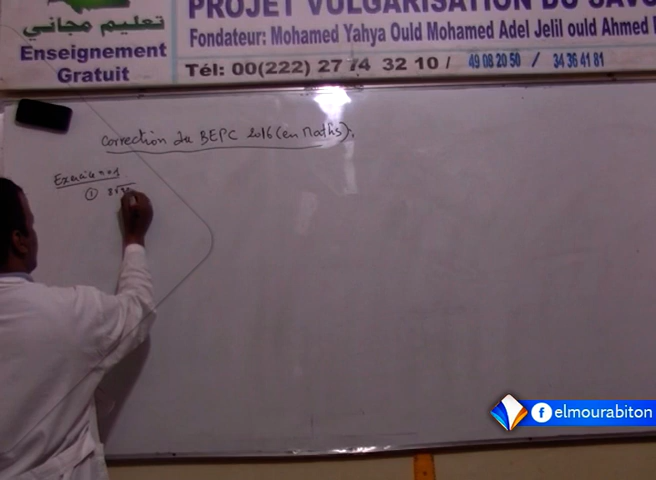 PROJET VULGARISATION DU SAVO
تعليم مجاني
Enseignement
Gratuit
Fondateur: Mohamed Yahya Ould Mohamed Adel Jelil ould Ahmed
Tél: 00(222) 27 74 32 10 / 49 08 20 50 / 34 36 41 81
Correction du BEPC 2016 (en Maths).
Exercice n°1
①
elmourabiton